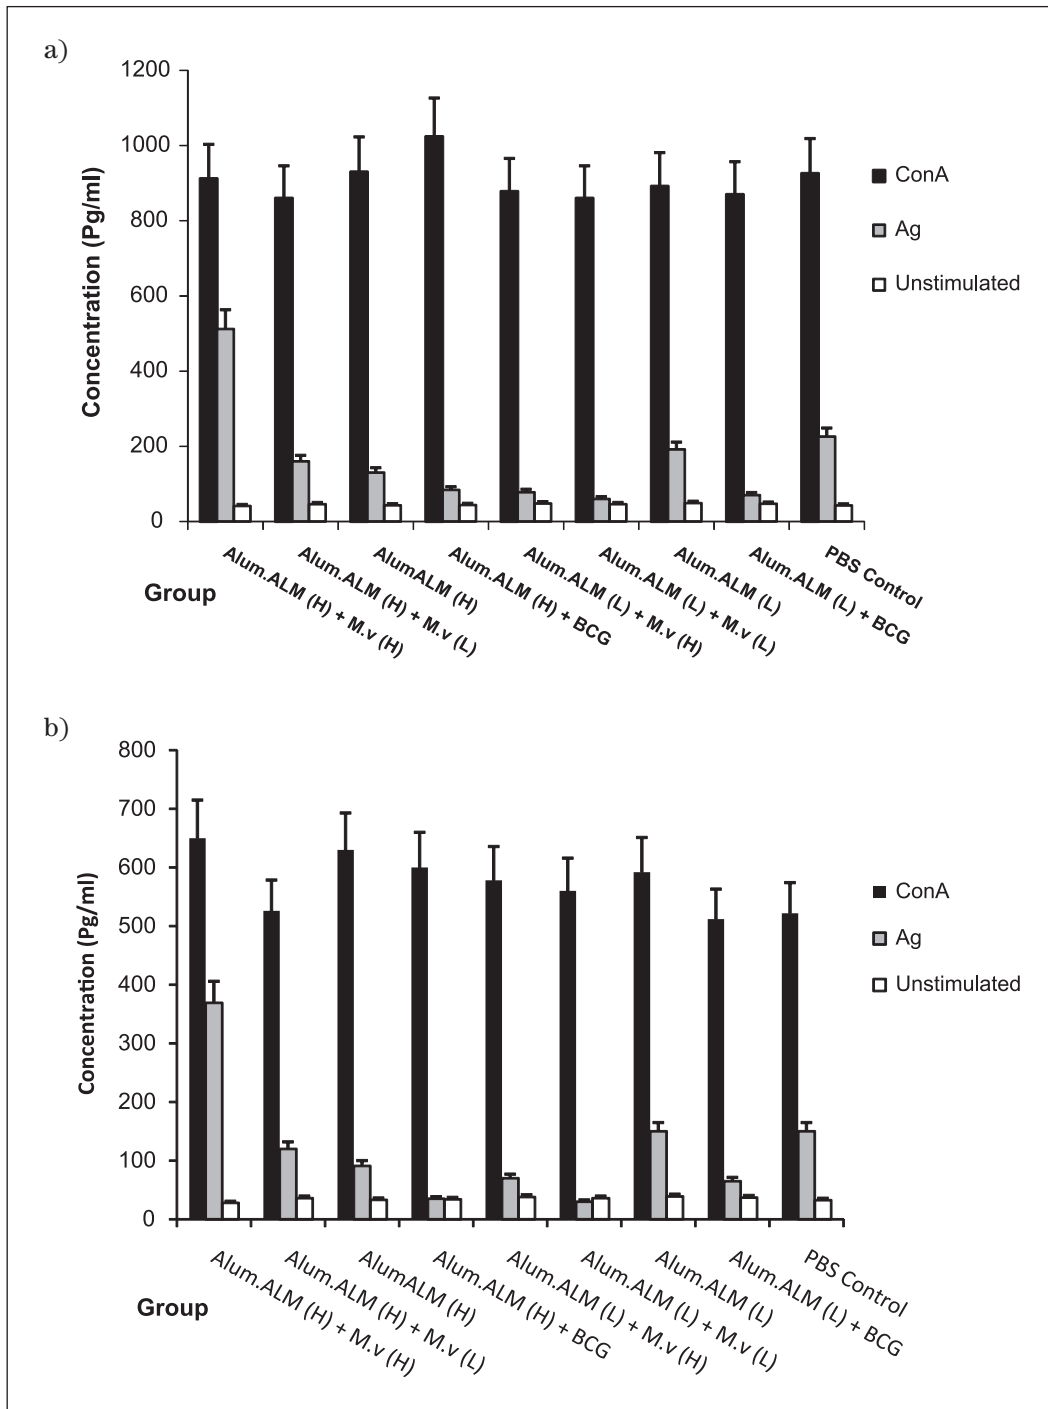 a)
1200
1000
800
600
400
200
0
Concentration (Pg/ml)
ConA
Ag
Unstimulated
Group
Alum.ALM (H) + M.v (H)
Alum.ALM (H) + M.v (L)
AlumALM (H)
Alum.ALM (H) + BCG
Alum.ALM (L) + M.v (H)
Alum.ALM (L) + M.v (L)
Alum.ALM (L)
Alum.ALM (L) + BCG
PBS Control
b)
800
700
600
500
400
300
200
100
0
Concentration (Pg/ml)
ConA
Ag
Unstimulated
Group
Alum.ALM (H) + M.v (H)
Alum.ALM (H) + M.v (L)
AlumALM (H)
Alum.ALM (H) + BCG
Alum.ALM (L) + M.v (H)
Alum.ALM (L) + M.v (L)
Alum.ALM (L)
Alum.ALM (L) + BCG
PBS Control